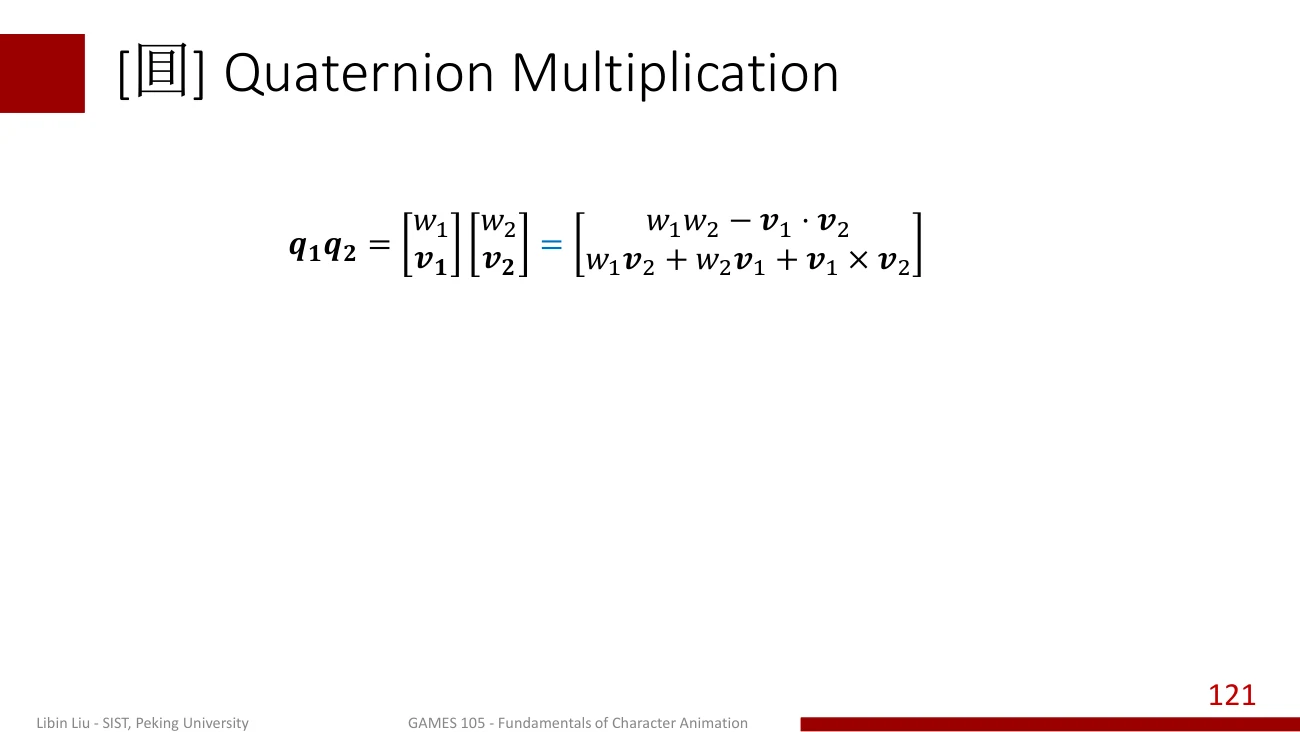 [囯] Quaternion Multiplication
𝒒₁𝒒₂ = [w₁ 𝒗₁] [w₂ 𝒗₂] = [w₁w₂ − 𝒗₁ · 𝒗₂
w₁𝒗₂ + w₂𝒗₁ + 𝒗₁ × 𝒗₂]
121
Libin Liu - SIST, Peking University
GAMES 105 - Fundamentals of Character Animation